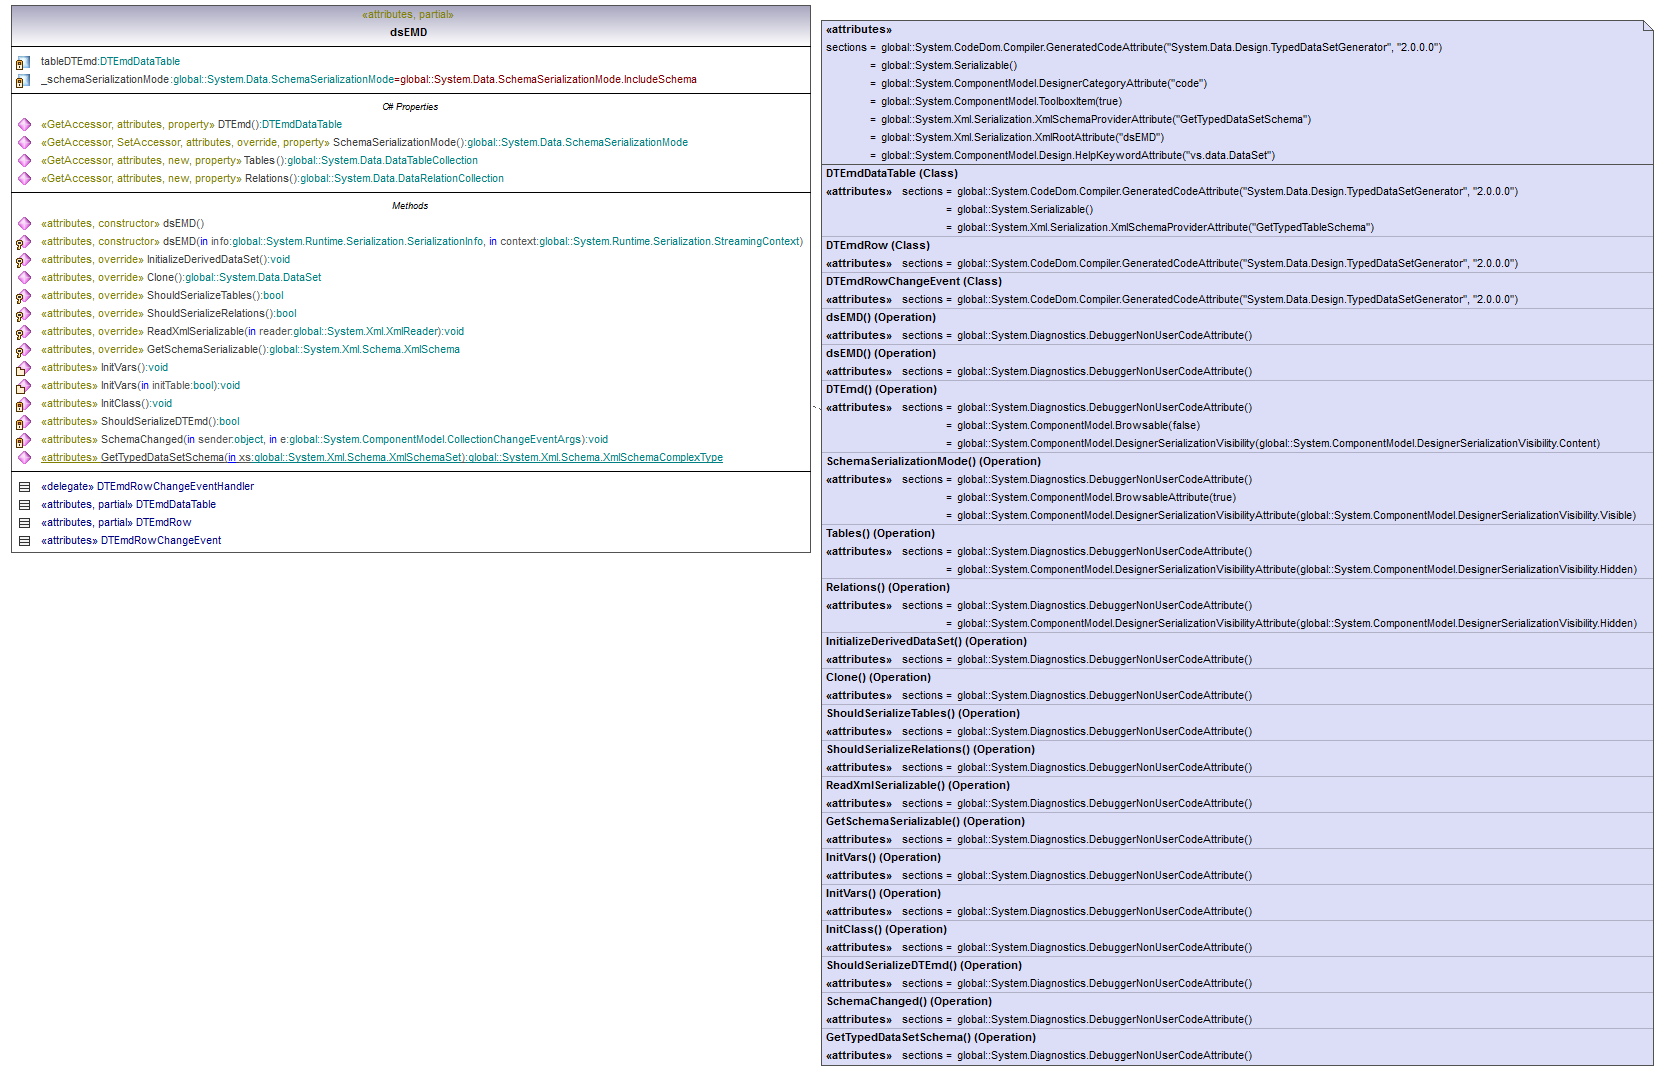 «attributes, partial»
dsEMD
tableDTEmd:DTEmdDataTable
_schemaSerializationMode:global::System.Data.SchemaSerializationMode=global::System.Data.SchemaSerializationMode.IncludeSchema
C# Properties
«GetAccessor, attributes, property» DTEmd():DTEmdDataTable
«GetAccessor, SetAccessor, attributes, override, property» SchemaSerializationMode():global::System.Data.SchemaSerializationMode
«GetAccessor, attributes, new, property» Tables():global::System.Data.DataTableCollection
«GetAccessor, attributes, new, property» Relations():global::System.Data.DataRelationCollection
Methods
«attributes, constructor» dsEMD()
«attributes, constructor» dsEMD(in info:global::System.Runtime.Serialization.SerializationInfo, in context:global::System.Runtime.Serialization.StreamingContext)
«attributes, override» InitializeDerivedDataSet():void
«attributes, override» Clone():global::System.Data.DataSet
«attributes, override» ShouldSerializeTables():bool
«attributes, override» ShouldSerializeRelations():bool
«attributes, override» ReadXmlSerializable(in reader:global::System.Xml.XmlReader):void
«attributes, override» GetSchemaSerializable():global::System.Xml.Schema.XmlSchema
«attributes» InitVars():void
«attributes» InitVars(in initTable:bool):void
«attributes» InitClass():void
«attributes» ShouldSerializeDTEmd():bool
«attributes» SchemaChanged(in sender:object, in e:global::System.ComponentModel.CollectionChangeEventArgs):void
«attributes» GetTypedDataSetSchema(in xs:global::System.Xml.Schema.XmlSchemaSet):global::System.Xml.Schema.XmlSchemaComplexType
«delegate» DTEmdRowChangeEventHandler
«attributes, partial» DTEmdDataTable
«attributes, partial» DTEmdRow
«attributes» DTEmdRowChangeEvent
«attributes»
sections = global::System.CodeDom.Compiler.GeneratedCodeAttribute("System.Data.Design.TypedDataSetGenerator", "2.0.0.0")
= global::System.Serializable()
= global::System.ComponentModel.DesignerCategoryAttribute("code")
= global::System.ComponentModel.ToolboxItem(true)
= global::System.Xml.Serialization.XmlSchemaProviderAttribute("GetTypedDataSetSchema")
= global::System.Xml.Serialization.XmlRootAttribute("dsEMD")
= global::System.ComponentModel.Design.HelpKeywordAttribute("vs.data.DataSet")
DTEmdDataTable (Class)
«attributes» sections = global::System.CodeDom.Compiler.GeneratedCodeAttribute("System.Data.Design.TypedDataSetGenerator", "2.0.0.0")
= global::System.Serializable()
= global::System.Xml.Serialization.XmlSchemaProviderAttribute("GetTypedTableSchema")
DTEmdRow (Class)
«attributes» sections = global::System.CodeDom.Compiler.GeneratedCodeAttribute("System.Data.Design.TypedDataSetGenerator", "2.0.0.0")
DTEmdRowChangeEvent (Class)
«attributes» sections = global::System.CodeDom.Compiler.GeneratedCodeAttribute("System.Data.Design.TypedDataSetGenerator", "2.0.0.0")
dsEMD() (Operation)
«attributes» sections = global::System.Diagnostics.DebuggerNonUserCodeAttribute()
dsEMD() (Operation)
«attributes» sections = global::System.Diagnostics.DebuggerNonUserCodeAttribute()
DTEmd() (Operation)
«attributes» sections = global::System.Diagnostics.DebuggerNonUserCodeAttribute()
= global::System.ComponentModel.Browsable(false)
= global::System.ComponentModel.DesignerSerializationVisibility(global::System.ComponentModel.DesignerSerializationVisibility.Content)
SchemaSerializationMode() (Operation)
«attributes» sections = global::System.Diagnostics.DebuggerNonUserCodeAttribute()
= global::System.ComponentModel.BrowsableAttribute(true)
= global::System.ComponentModel.DesignerSerializationVisibilityAttribute(global::System.ComponentModel.DesignerSerializationVisibility.Visible)
Tables() (Operation)
«attributes» sections = global::System.Diagnostics.DebuggerNonUserCodeAttribute()
= global::System.ComponentModel.DesignerSerializationVisibilityAttribute(global::System.ComponentModel.DesignerSerializationVisibility.Hidden)
Relations() (Operation)
«attributes» sections = global::System.Diagnostics.DebuggerNonUserCodeAttribute()
= global::System.ComponentModel.DesignerSerializationVisibilityAttribute(global::System.ComponentModel.DesignerSerializationVisibility.Hidden)
InitializeDerivedDataSet() (Operation)
«attributes» sections = global::System.Diagnostics.DebuggerNonUserCodeAttribute()
Clone() (Operation)
«attributes» sections = global::System.Diagnostics.DebuggerNonUserCodeAttribute()
ShouldSerializeTables() (Operation)
«attributes» sections = global::System.Diagnostics.DebuggerNonUserCodeAttribute()
ShouldSerializeRelations() (Operation)
«attributes» sections = global::System.Diagnostics.DebuggerNonUserCodeAttribute()
ReadXmlSerializable() (Operation)
«attributes» sections = global::System.Diagnostics.DebuggerNonUserCodeAttribute()
GetSchemaSerializable() (Operation)
«attributes» sections = global::System.Diagnostics.DebuggerNonUserCodeAttribute()
InitVars() (Operation)
«attributes» sections = global::System.Diagnostics.DebuggerNonUserCodeAttribute()
InitVars() (Operation)
«attributes» sections = global::System.Diagnostics.DebuggerNonUserCodeAttribute()
InitClass() (Operation)
«attributes» sections = global::System.Diagnostics.DebuggerNonUserCodeAttribute()
ShouldSerializeDTEmd() (Operation)
«attributes» sections = global::System.Diagnostics.DebuggerNonUserCodeAttribute()
SchemaChanged() (Operation)
«attributes» sections = global::System.Diagnostics.DebuggerNonUserCodeAttribute()
GetTypedDataSetSchema() (Operation)
«attributes» sections = global::System.Diagnostics.DebuggerNonUserCodeAttribute()